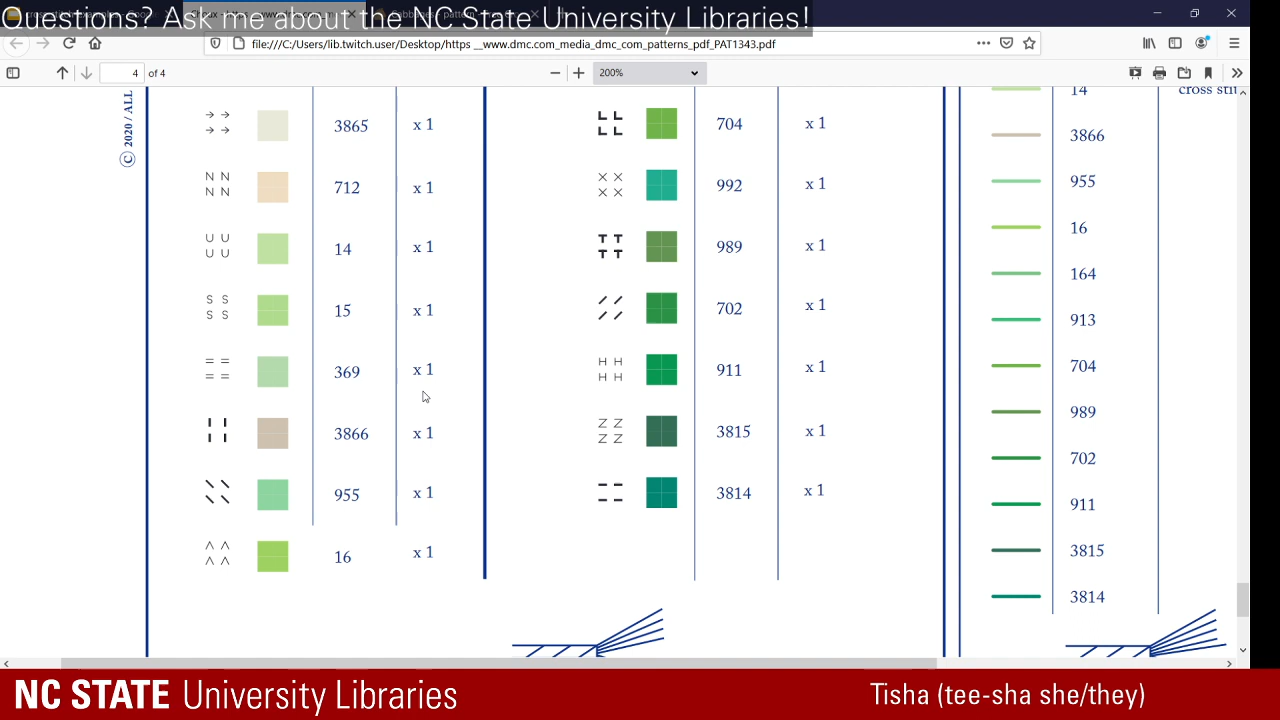 Questions? Ask me about the NC State University Libraries!
file:///C:/Users/lib.twitch.user/Desktop/https __www.dmc.com_media_dmc_com_patterns_pdf_PAT1343.pdf
4 of 4
200%
© 2020 / ALL
→ →
→ →
3865
x 1
N N
N N
712
x 1
U U
U U
14
x 1
S S
S S
15
x 1
= =
= =
369
x 1
3866
x 1
955
x 1
16
x 1
L L
L L
704
x 1
X X
X X
992
x 1
T T
T T
989
x 1
702
x 1
H H
H H
911
x 1
Z Z
Z Z
3815
x 1
3814
x 1
14
cross stit
3866
955
16
164
913
704
989
702
911
3815
3814
NC STATE University Libraries
Tisha (tee-sha she/they)